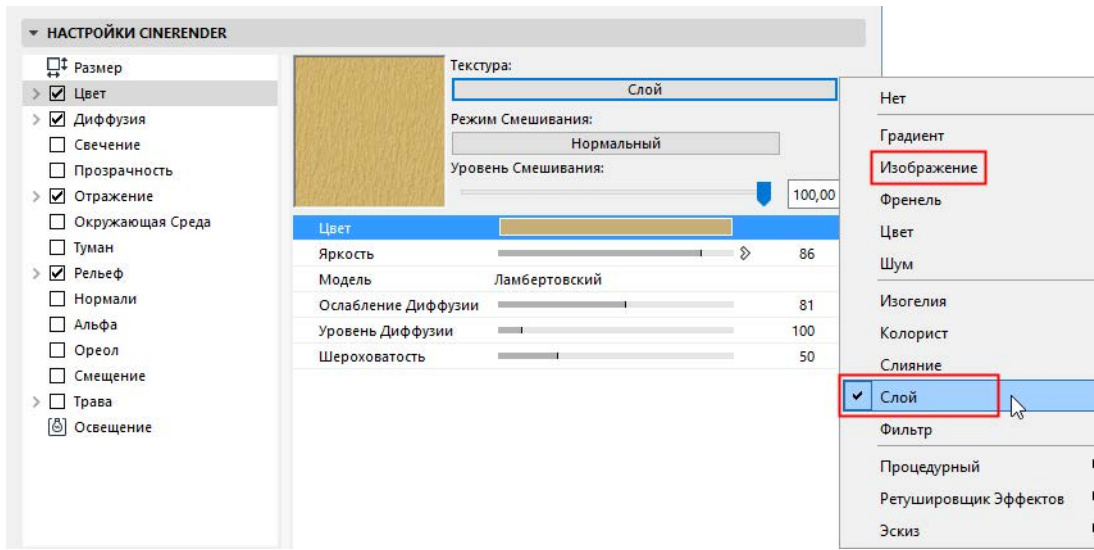 НАСТРОЙКИ CINERENDER
Размер
Цвет
Диффузия
Свечение
Прозрачность
Отражение
Окружающая Среда
Туман
Рельеф
Нормали
Альфа
Ореол
Смещение
Трава
Освещение
Текстура:
Слой
Режим Смешивания:
Нормальный
Уровень Смешивания:
100,00
Цвет
Яркость 86
Модель Ламбертовский
Ослабление Диффузии 81
Уровень Диффузии 100
Шероховатость 50
Нет
Градиент
Изображение
Френель
Цвет
Шум
Изогелия
Колорист
Слияние
Слой
Фильтр
Процедурный
Ретушировщик Эффектов
Эскиз